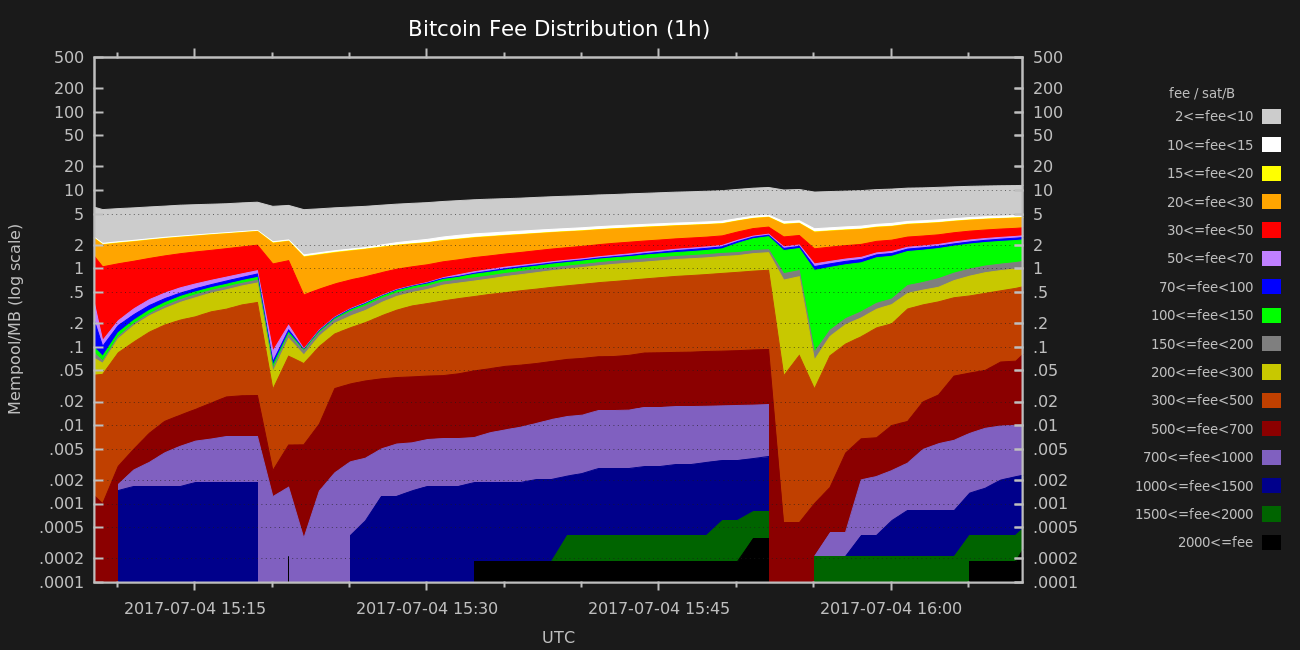 Bitcoin Fee Distribution (1h)
Mempool/MB (log scale)
500
200
100
50
20
10
5
2
1
.5
.2
.1
.05
.02
.01
.005
.002
.001
.0005
.0002
.0001
500
200
100
50
20
10
5
2
1
.5
.2
.1
.05
.02
.01
.005
.002
.001
.0005
.0002
.0001
2017-07-04 15:15
2017-07-04 15:30
2017-07-04 15:45
2017-07-04 16:00
UTC
fee / sat/B
2<=fee<10
10<=fee<15
15<=fee<20
20<=fee<30
30<=fee<50
50<=fee<70
70<=fee<100
100<=fee<150
150<=fee<200
200<=fee<300
300<=fee<500
500<=fee<700
700<=fee<1000
1000<=fee<1500
1500<=fee<2000
2000<=fee